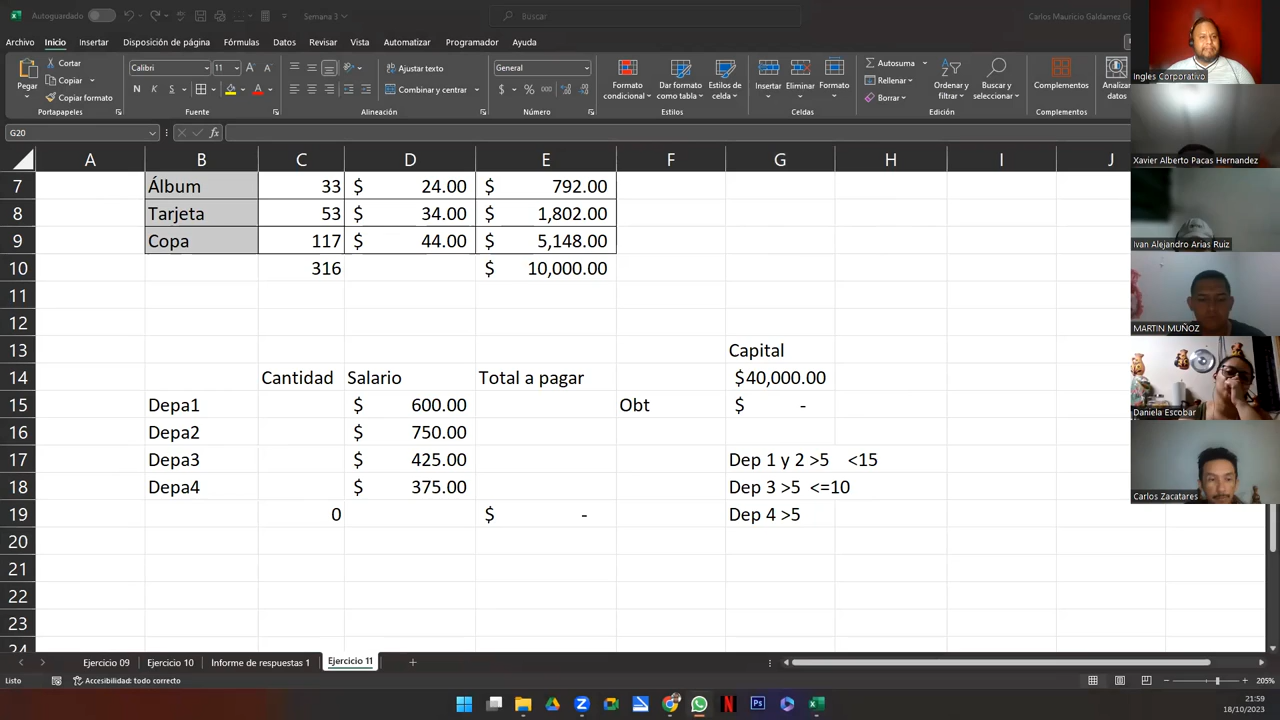 Autoguardado
Semana 3
Buscar
Carlos Mauricio Galdamez Go
Archivo Inicio Insertar Disposición de página Fórmulas Datos Revisar Vista Automatizar Programador Ayuda
Pegar
Cortar
Copiar
Copiar formato
Portapapeles
Calibri 11
N K S
Fuente
Ajustar texto
Combinar y centrar
Alineación
General
$ % 000
Número
Formato condicional
Dar formato como tabla
Estilos de celda
Estilos
Insertar Eliminar Formato
Celdas
Autosuma
Rellenar
Borrar
Ordenar y filtrar
Buscar y seleccionar
Edición
Complementos
Complementos
Analiza datos
G20
fx
A B C D E F G H I J
7 Álbum 33 $ 24.00 $ 792.00
8 Tarjeta 53 $ 34.00 $ 1,802.00
9 Copa 117 $ 44.00 $ 5,148.00
10 316 $ 10,000.00
11
12
13 Capital
14 Cantidad Salario Total a pagar $40,000.00
15 Depa1 $ 600.00 Obt $ -
16 Depa2 $ 750.00
17 Depa3 $ 425.00 Dep 1 y 2 >5 <15
18 Depa4 $ 375.00 Dep 3 >5 <=10
19 0 $ - Dep 4 >5
20
21
22
23
24
Ejercicio 09 Ejercicio 10 Informe de respuestas 1 Ejercicio 11
Listo
Accesibilidad: todo correcto
205%
21:59
18/10/2023
Ingles Corporativo
Xavier Alberto Pacas Hernandez
Ivan Alejandro Arias Ruiz
MARTIN MUÑOZ
Daniela Escobar
Carlos Zacatares